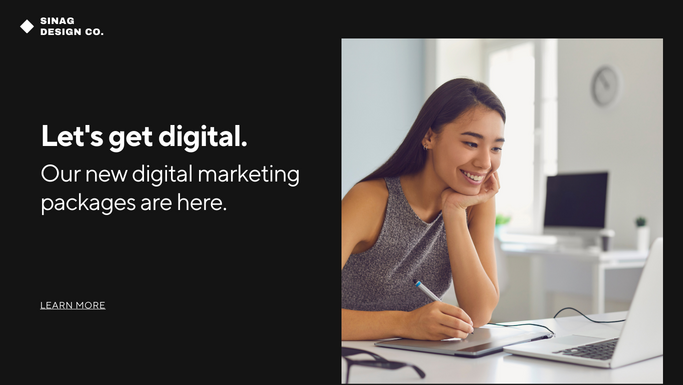 SINAG
DESIGN CO.
Let's get digital.
Our new digital marketing
packages are here.
LEARN MORE